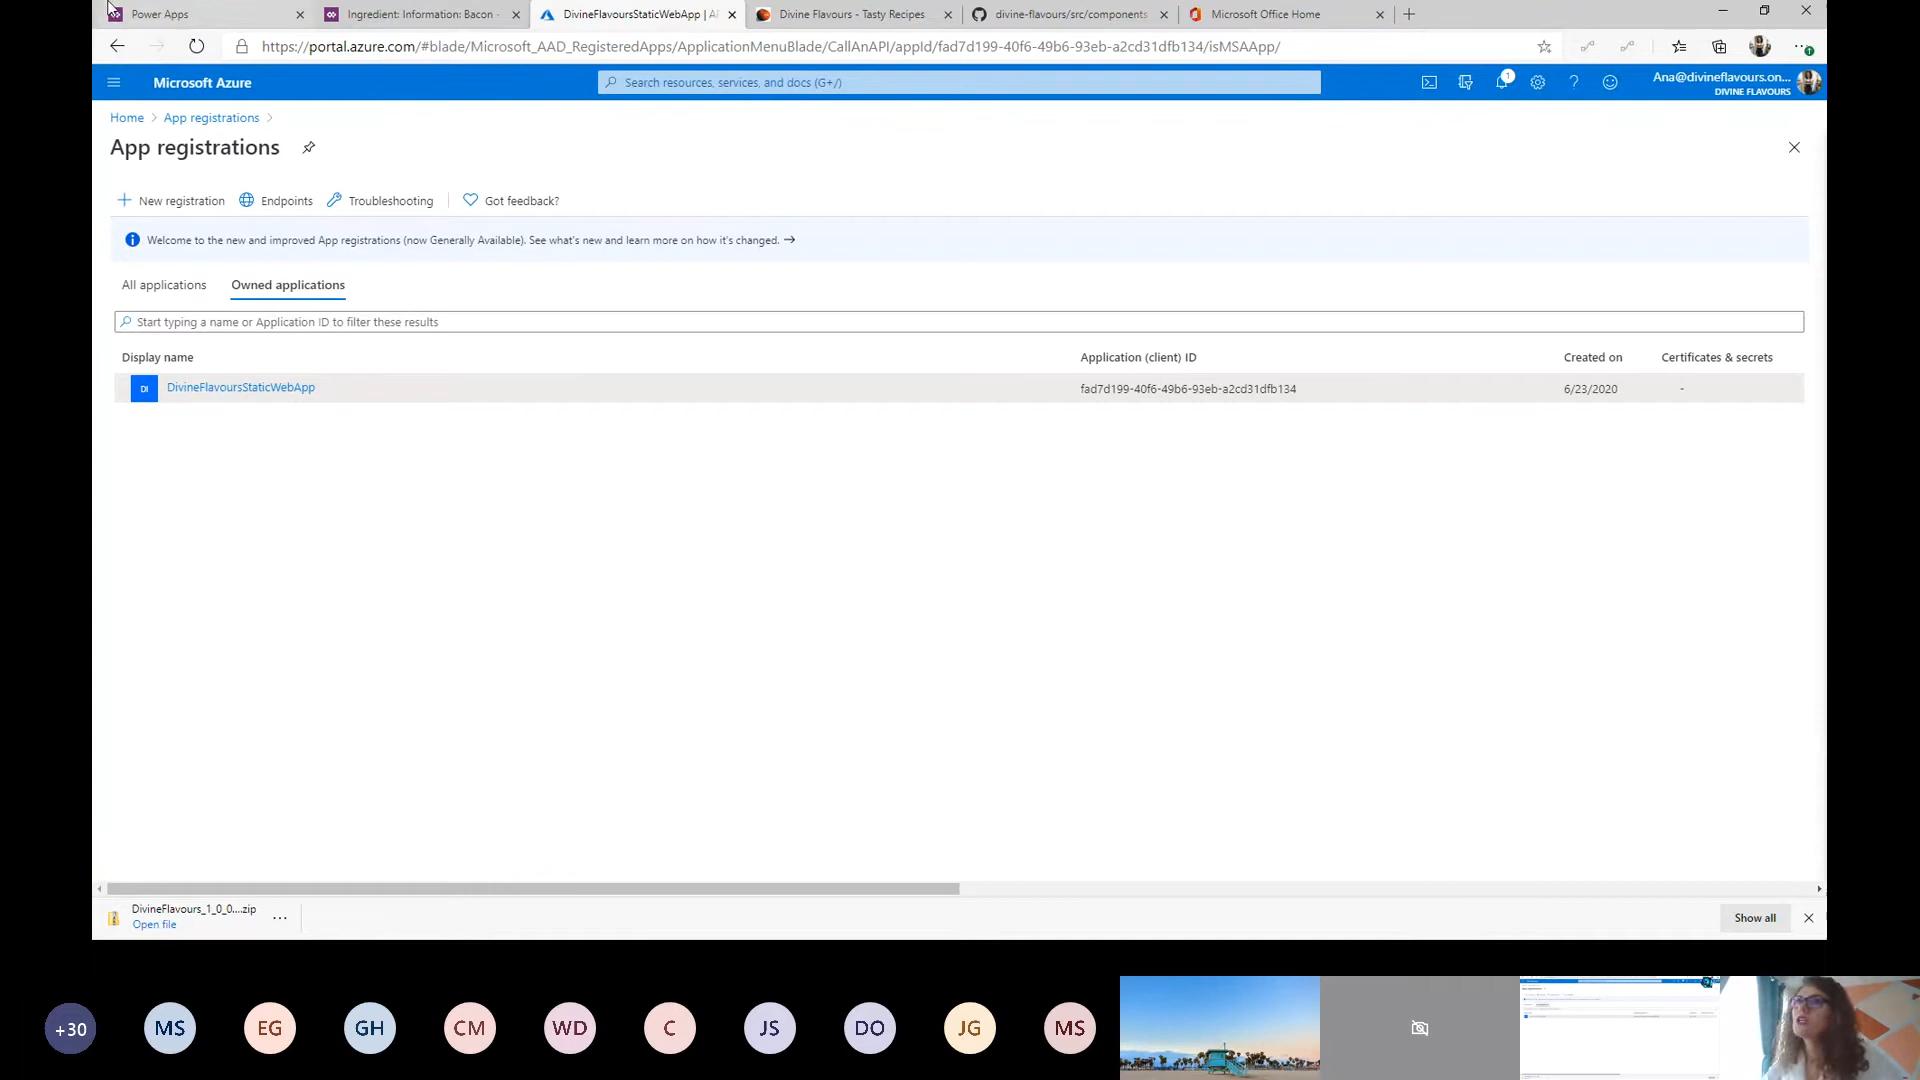 Power Apps
Ingredient: Information: Bacon -
DivineFlavoursStaticWebApp | A
Divine Flavours - Tasty Recipes
divine-flavours/src/components
Microsoft Office Home
https://portal.azure.com/#blade/Microsoft_AAD_RegisteredApps/ApplicationMenuBlade/CallAnAPI/appId/fad7d199-40f6-49b6-93eb-a2cd31dfb134/isMSAApp/
Microsoft Azure
Search resources, services, and docs (G+/)
1
Ana@divineflavours.on...
DIVINE FLAVOURS
Home > App registrations >
App registrations
New registration
Endpoints
Troubleshooting
Got feedback?
Welcome to the new and improved App registrations (now Generally Available). See what's new and learn more on how it's changed. →
All applications
Owned applications
Start typing a name or Application ID to filter these results
Display name
Application (client) ID
Created on
Certificates & secrets
DI
DivineFlavoursStaticWebApp
fad7d199-40f6-49b6-93eb-a2cd31dfb134
6/23/2020
-
DivineFlavours_1_0_0....zip
Open file
Show all
+30
MS
EG
GH
CM
WD
C
JS
DO
JG
MS